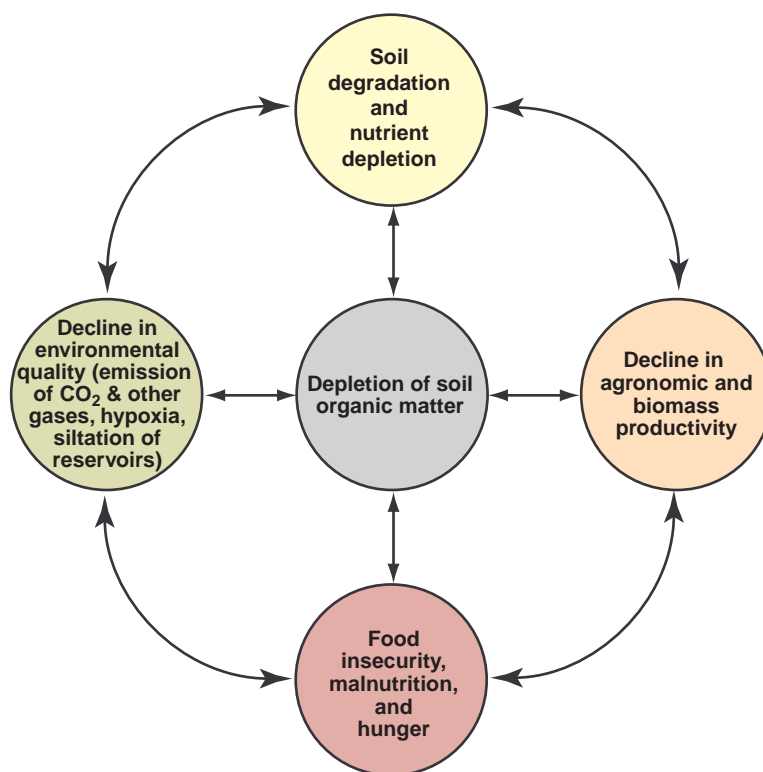 Soil
degradation
and
nutrient
depletion
Decline in
environmental
quality (emission
of CO₂ & other
gases, hypoxia,
siltation of
reservoirs)
Depletion of soil
organic matter
Decline in
agronomic and
biomass
productivity
Food
insecurity,
malnutrition,
and
hunger